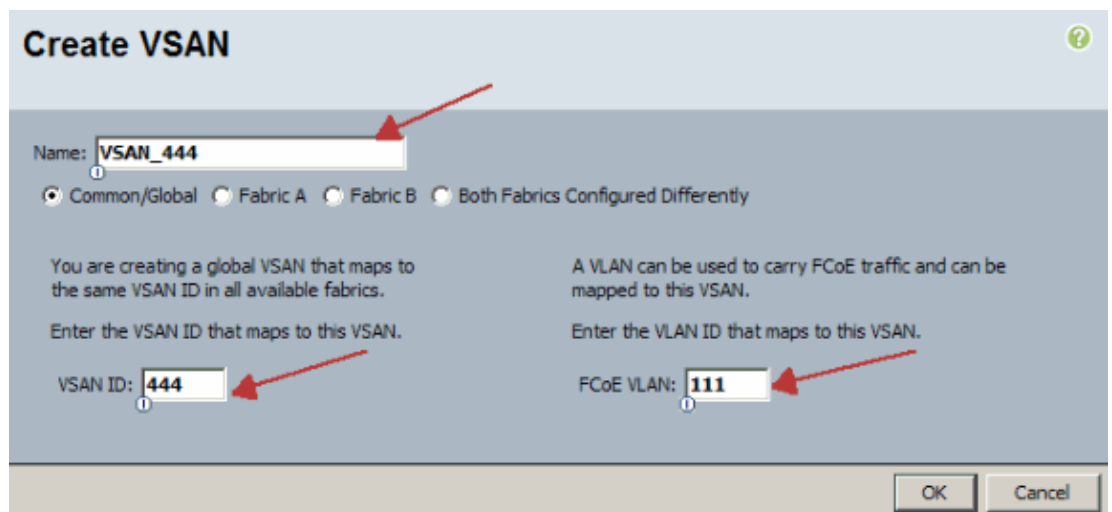 Create VSAN
?
Name: VSAN_444
Common/Global Fabric A Fabric B Both Fabrics Configured Differently
You are creating a global VSAN that maps to
the same VSAN ID in all available fabrics.
Enter the VSAN ID that maps to this VSAN.
VSAN ID: 444
A VLAN can be used to carry FCoE traffic and can be
mapped to this VSAN.
Enter the VLAN ID that maps to this VSAN.
FCoE VLAN: 111
OK Cancel